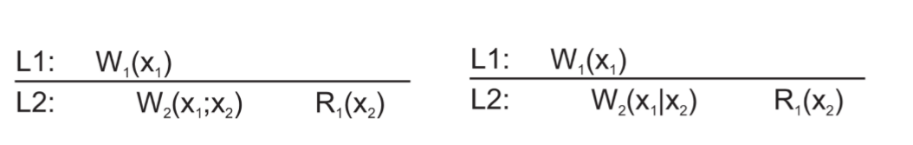 L1: W₁(x₁)
L2: W₂(x₁;x₂) R₁(x₂)
L1: W₁(x₁)
L2: W₂(x₁|x₂) R₁(x₂)